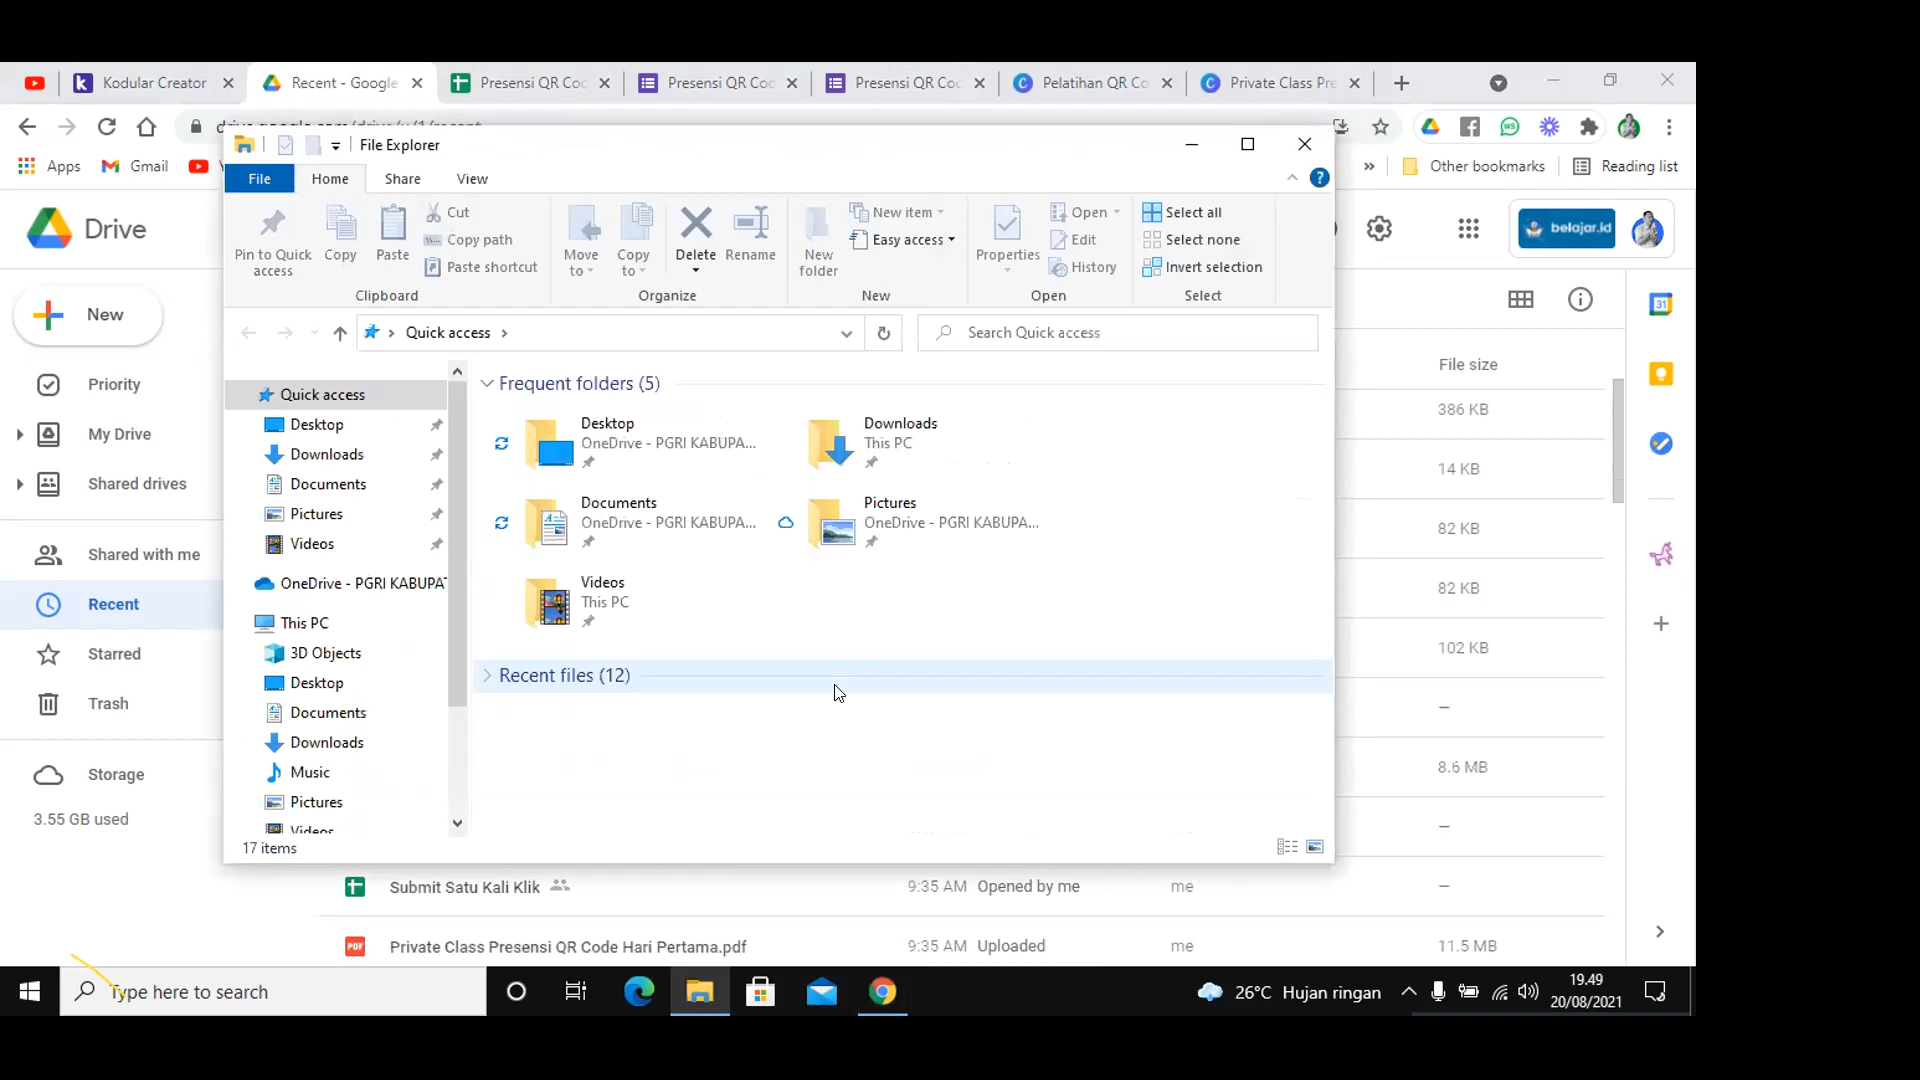 Kodular Creator
Recent - Google
Presensi QR Coc
Presensi QR Coc
Presensi QR Coc
Pelatihan QR Co
Private Class Pre
Apps
Gmail
Other bookmarks
Reading list
File Explorer
File
Home
Share
View
Pin to Quick access
Copy
Paste
Cut
Copy path
Paste shortcut
Clipboard
Move to
Copy to
Delete
Rename
Organize
New folder
New item
Easy access
New
Properties
Open
Edit
History
Open
Select all
Select none
Invert selection
Select
Quick access
Search Quick access
Drive
belajar.id
New
Priority
My Drive
Shared drives
Shared with me
Recent
Starred
Trash
Storage
3.55 GB used
Quick access
Desktop
Downloads
Documents
Pictures
Videos
OneDrive - PGRI KABUPAT
This PC
3D Objects
Desktop
Documents
Downloads
Music
Pictures
Videos
17 items
Frequent folders (5)
Desktop
OneDrive - PGRI KABUPA...
Downloads
This PC
Documents
OneDrive - PGRI KABUPA...
Pictures
OneDrive - PGRI KABUPA...
Videos
This PC
Recent files (12)
File size
386 KB
14 KB
82 KB
82 KB
102 KB
–
8.6 MB
–
31
Submit Satu Kali Klik 9:35 AM Opened by me me –
PDF Private Class Presensi QR Code Hari Pertama.pdf 9:35 AM Uploaded me 11.5 MB
Type here to search
26°C Hujan ringan
19.49
20/08/2021